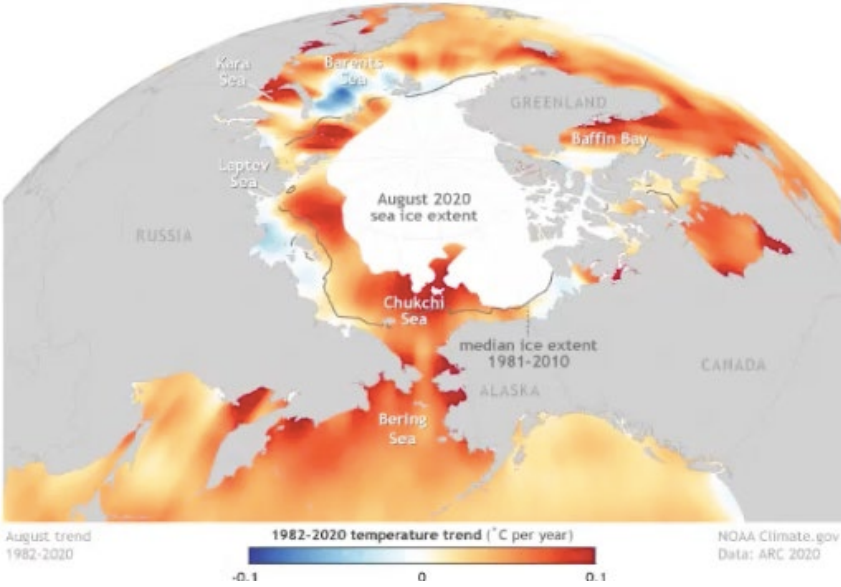 Kara
Sea
Barents
Sea
GREENLAND
Baffin Bay
Laptev
Sea
August 2020
sea ice extent
RUSSIA
Chukchi
Sea
median ice extent
1981-2010
CANADA
ALASKA
Bering
Sea
August trend
1982-2020
1982-2020 temperature trend (°C per year)
NOAA Climate.gov
Data: ARC 2020
-0.1
0
0.1